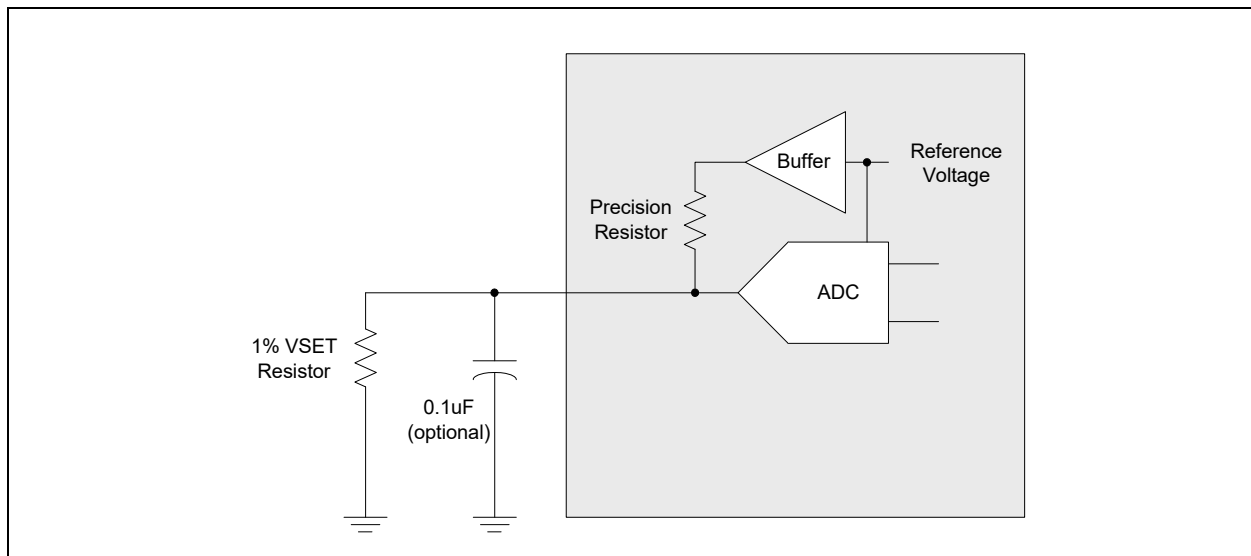 Buffer
Reference
Voltage
Precision
Resistor
ADC
1% VSET
Resistor
0.1uF
(optional)